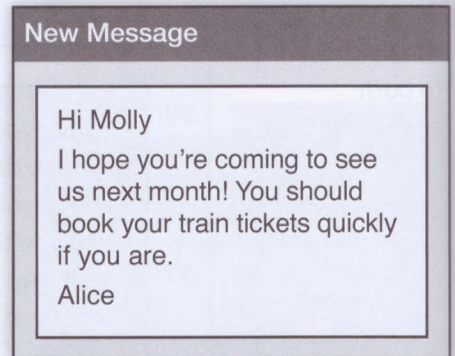 New Message
Hi Molly
I hope you're coming to see
us next month! You should
book your train tickets quickly
if you are.
Alice